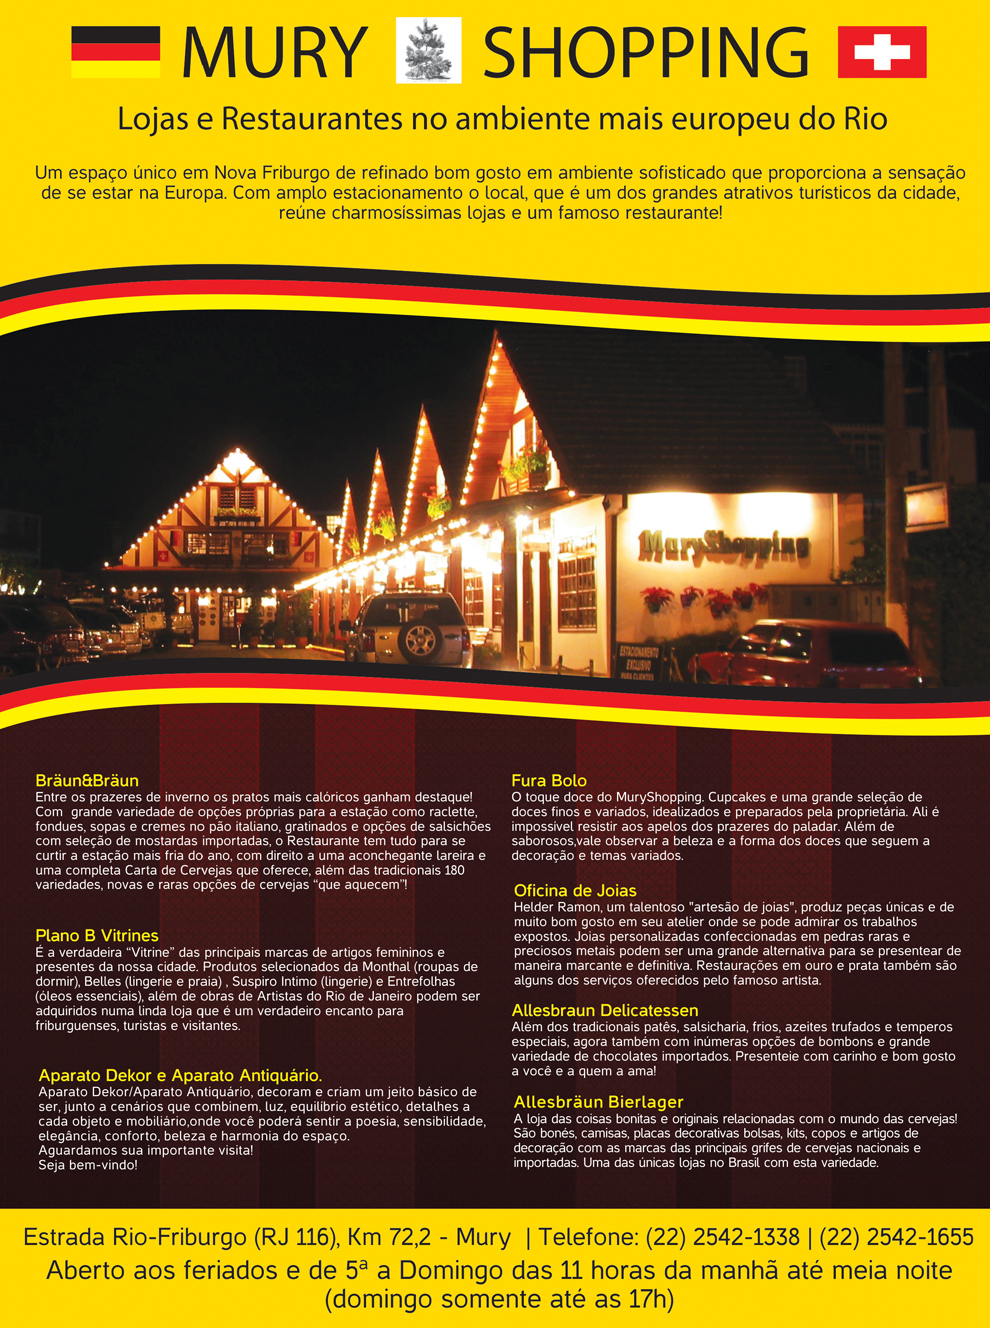 MURY SHOPPING
Lojas e Restaurantes no ambiente mais europeu do Rio
Um espaço único em Nova Friburgo de refinado bom gosto em ambiente sofisticado que proporciona a sensação
de se estar na Europa. Com amplo estacionamento o local, que é um dos grandes atrativos turísticos da cidade,
reúne charmosíssimas lojas e um famoso restaurante!
MuryShopping
ESTACIONAMENTO
EXCLUSIVO
PARA CLIENTES
Bräun&Bräun
Entre os prazeres de inverno os pratos mais calóricos ganham destaque!
Com  grande variedade de opções próprias para a estação como raclette,
fondues, sopas e cremes no pão italiano, gratinados e opções de salsichões
com seleção de mostardas importadas, o Restaurante tem tudo para se
curtir a estação mais fria do ano, com direito a uma aconchegante lareira e
uma completa Carta de Cervejas que oferece, além das tradicionais 180
variedades, novas e raras opções de cervejas “que aquecem”!
Plano B Vitrines
É a verdadeira “Vitrine” das principais marcas de artigos femininos e
presentes da nossa cidade. Produtos selecionados da Monthal (roupas de
dormir), Belles (lingerie e praia) , Suspiro Intimo (lingerie) e Entrefolhas
(óleos essenciais), além de obras de Artistas do Rio de Janeiro podem ser
adquiridos numa linda loja que é um verdadeiro encanto para
friburguenses, turistas e visitantes.
Aparato Dekor e Aparato Antiquário.
Aparato Dekor/Aparato Antiquário, decoram e criam um jeito básico de
ser, junto a cenários que combinem, luz, equilíbrio estético, detalhes a
cada objeto e mobiliário,onde você poderá sentir a poesia, sensibilidade,
elegância, conforto, beleza e harmonia do espaço.
Aguardamos sua importante visita!
Seja bem-vindo!
Fura Bolo
O toque doce do MuryShopping. Cupcakes e uma grande seleção de
doces finos e variados, idealizados e preparados pela proprietária. Ali é
impossível resistir aos apelos dos prazeres do paladar. Além de
saborosos,vale observar a beleza e a forma dos doces que seguem a
decoração e temas variados.
Oficina de Joias
Helder Ramon, um talentoso "artesão de joias", produz peças únicas e de
muito bom gosto em seu atelier onde se pode admirar os trabalhos
expostos. Joias personalizadas confeccionadas em pedras raras e
preciosos metais podem ser uma grande alternativa para se presentear de
maneira marcante e definitiva. Restaurações em ouro e prata também são
alguns dos serviços oferecidos pelo famoso artista.
Allesbraun Delicatessen
Além dos tradicionais patês, salsicharia, frios, azeites trufados e temperos
especiais, agora também com inúmeras opções de bombons e grande
variedade de chocolates importados. Presenteie com carinho e bom gosto
a você e a quem a ama!
Allesbräun Bierlager
A loja das coisas bonitas e originais relacionadas com o mundo das cervejas!
São bonés, camisas, placas decorativas bolsas, kits, copos e artigos de
decoração com as marcas das principais grifes de cervejas nacionais e
importadas. Uma das únicas lojas no Brasil com esta variedade.
Estrada Rio-Friburgo (RJ 116), Km 72,2 - Mury  | Telefone: (22) 2542-1338 | (22) 2542-1655
Aberto aos feriados e de 5ª a Domingo das 11 horas da manhã até meia noite
(domingo somente até as 17h)